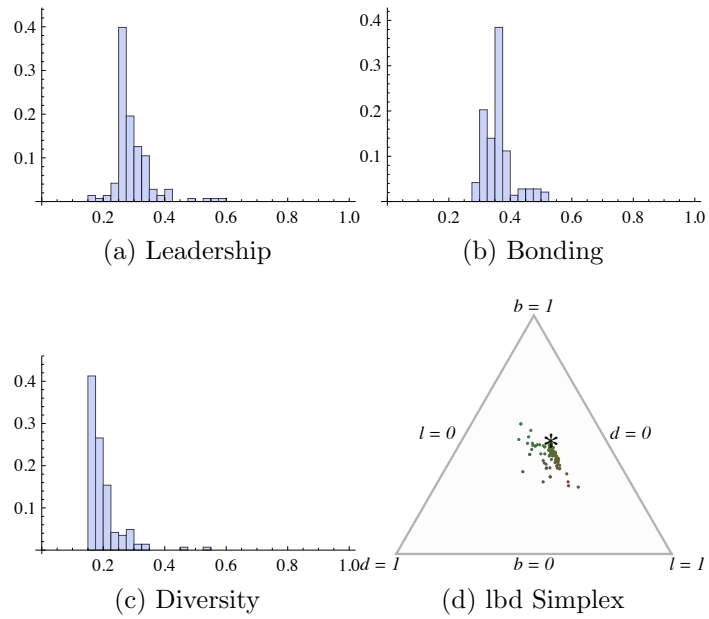 0.4
0.3
0.2
0.1
0.2 0.4 0.6 0.8 1.0
(a) Leadership
0.4
0.3
0.2
0.1
0.2 0.4 0.6 0.8 1.0
(b) Bonding
0.4
0.3
0.2
0.1
0.2 0.4 0.6 0.8 1.0
(c) Diversity
b = 1
l = 0 d = 0
d = 1 b = 0 l = 1
(d) lbd Simplex